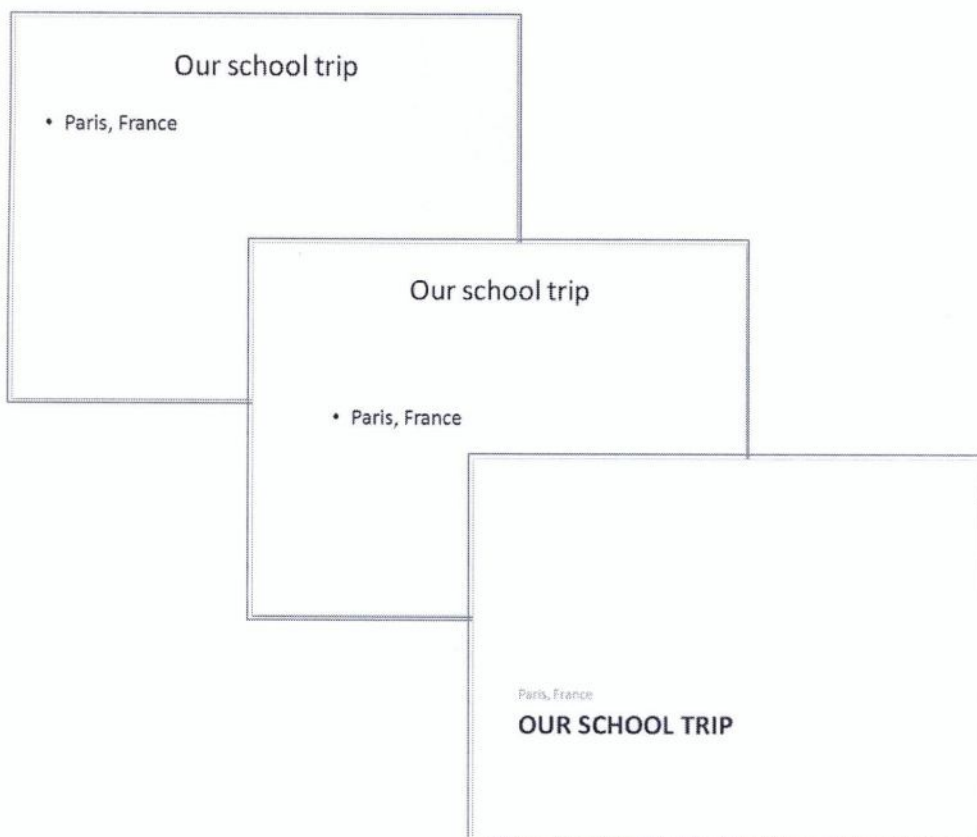 Our school trip
• Paris, France
Our school trip
• Paris, France
Paris, France
OUR SCHOOL TRIP